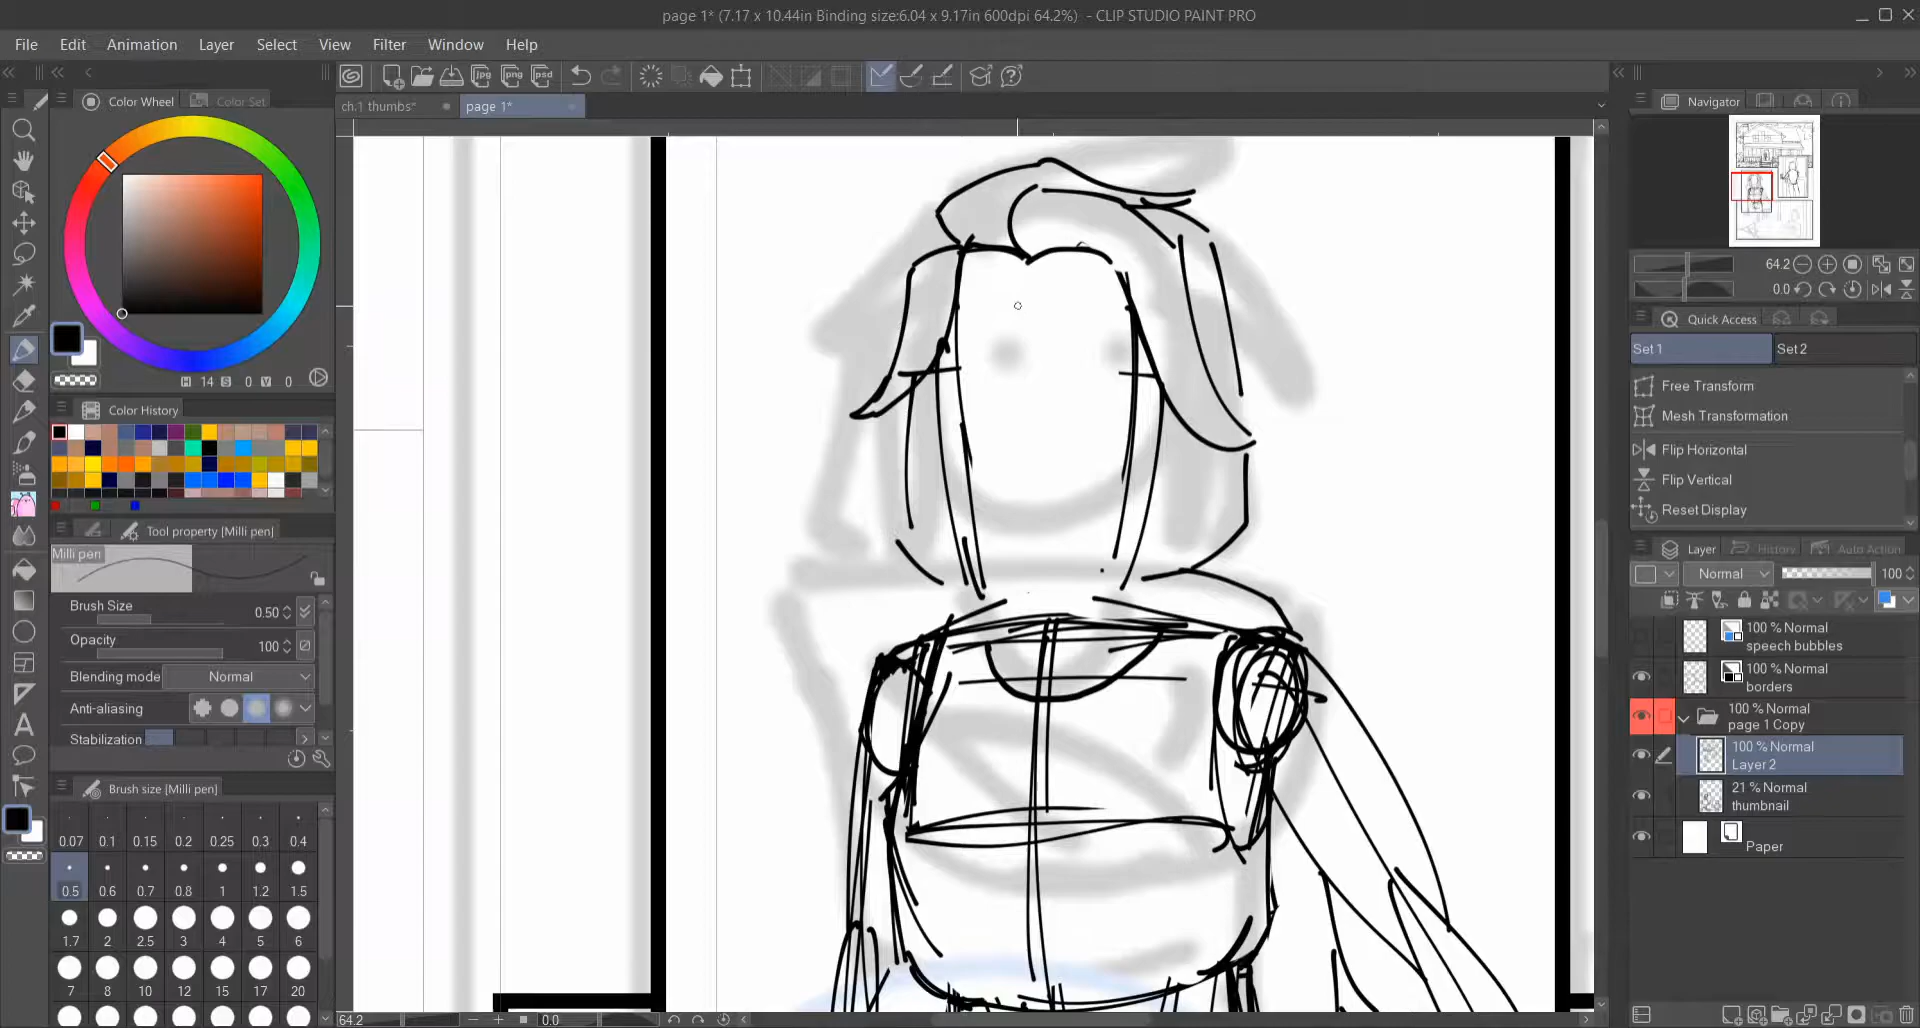 page 1* (7.17 x 10.44in Binding size:6.04 x 9.17in 600dpi 64.2%) - CLIP STUDIO PAINT PRO
File Edit Animation Layer Select View Filter Window Help
jpg png psd
Color Wheel Color Set
ch.1 thumbs* page 1*
Navigator
H 14 S 0 V 0
64.2
0.0
Quick Access
Set 1 Set 2
Free Transform
Mesh Transformation
Flip Horizontal
Flip Vertical
Reset Display
Color History
Tool property [Milli pen]
Milli pen
Brush Size 0.50
Opacity 100
Blending mode Normal
Anti-aliasing
Stabilization
Brush size [Milli pen]
0.07 0.1 0.15 0.2 0.25 0.3 0.4
0.5 0.6 0.7 0.8 1 1.2 1.5
1.7 2 2.5 3 4 5 6
7 8 10 12 15 17 20
Layer History Auto Action
Normal 100
100 % Normal
speech bubbles
100 % Normal
borders
100 % Normal
page 1 Copy
100 % Normal
Layer 2
21 % Normal
thumbnail
Paper
64.2 0.0